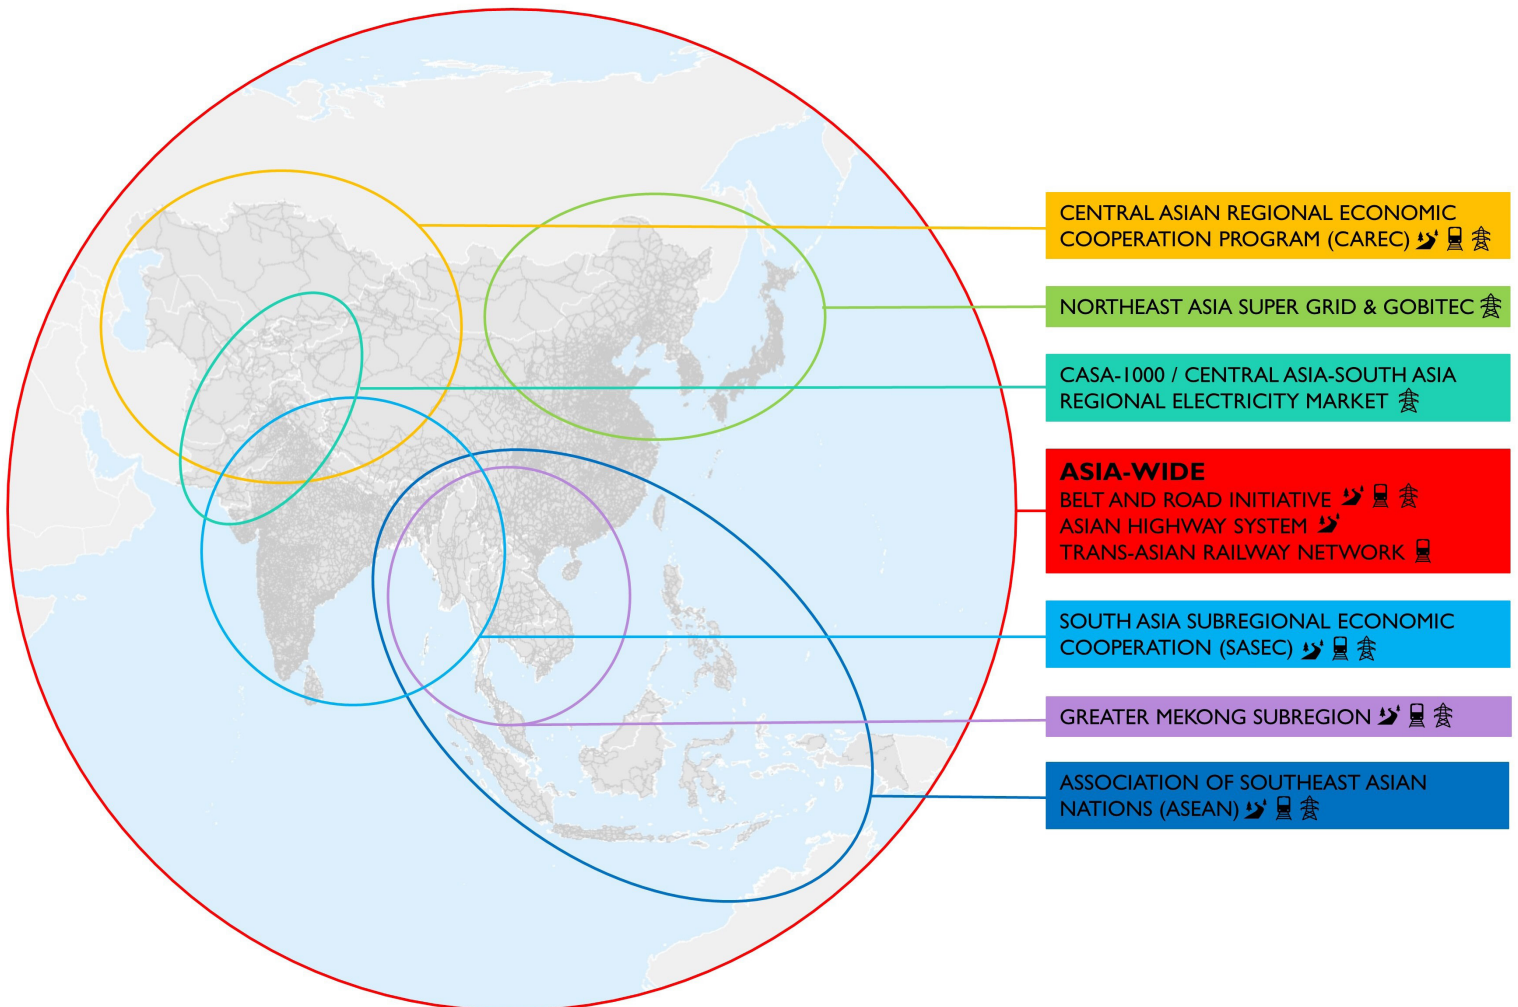 CENTRAL ASIAN REGIONAL ECONOMIC
COOPERATION PROGRAM (CAREC)
NORTHEAST ASIA SUPER GRID & GOBITEC
CASA-1000 / CENTRAL ASIA-SOUTH ASIA
REGIONAL ELECTRICITY MARKET
ASIA-WIDE
BELT AND ROAD INITIATIVE
ASIAN HIGHWAY SYSTEM
TRANS-ASIAN RAILWAY NETWORK
SOUTH ASIA SUBREGIONAL ECONOMIC
COOPERATION (SASEC)
GREATER MEKONG SUBREGION
ASSOCIATION OF SOUTHEAST ASIAN
NATIONS (ASEAN)